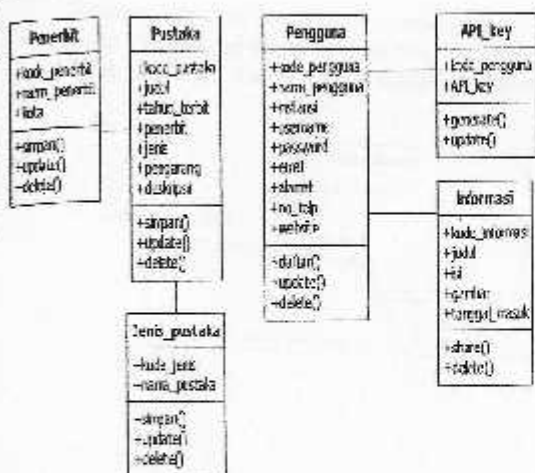 Penerbit
+kode_penerbit
+nama_penerbit
+kota
+simpan()
+update()
+delete()
Pustaka
+kode_pustaka
+judul
+tahun_terbit
+penerbit
+jenis
+pengarang
+deskripsi
+simpan()
+update()
+delete()
Jenis_pustaka
+kode_jenis
+nama_pustaka
+simpan()
+update()
+delete()
Pengguna
+kode_pengguna
+nama_pengguna
+instansi
+username
+password
+email
+alamat
+no_telp
+website
+daftar()
+update()
+delete()
API_key
+kode_pengguna
+API_key
+generate()
+update()
Informasi
+kode_informasi
+judul
+isi
+gambar
+tanggal_masuk
+share()
+delete()